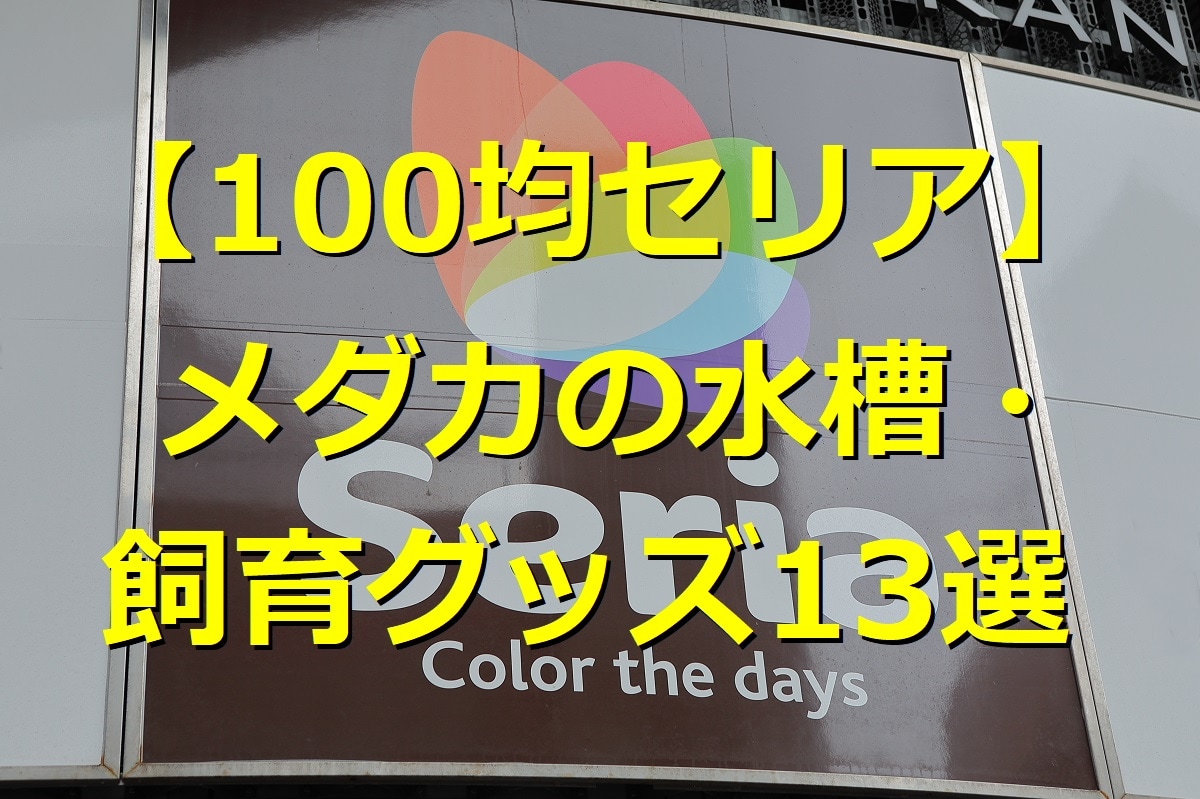 KAN
【100均セリア】
メダカの水槽・
Seria
飼育グッズ13選
Color the days